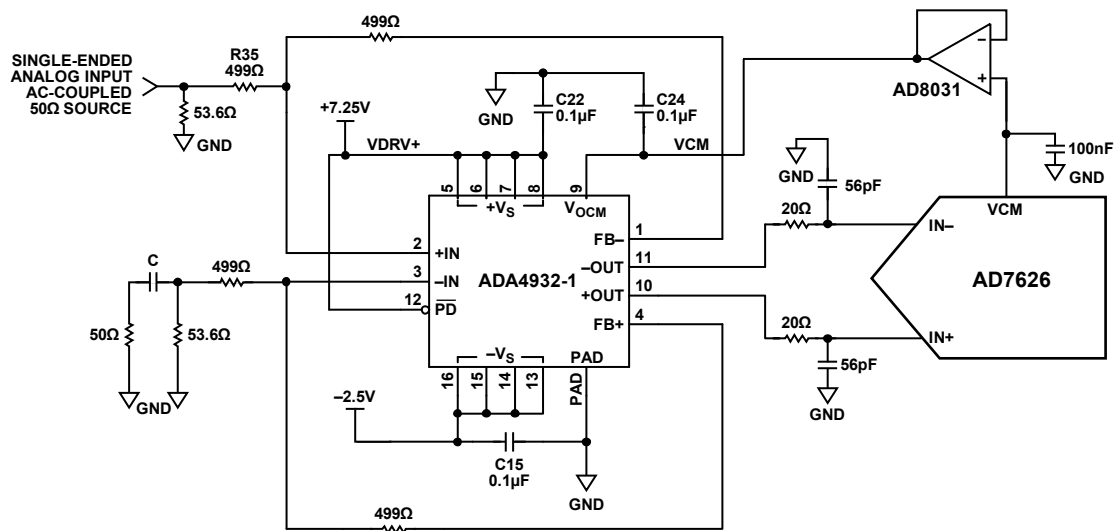 SINGLE-ENDED
ANALOG INPUT
AC-COUPLED
50Ω SOURCE
R35
499Ω
53.6Ω
GND
499Ω
+7.25V
VDRV+
GND
C22
0.1µF
C24
0.1µF
VCM
AD8031
−
+
100nF
GND
GND
56pF
20Ω
VCM
IN−
AD7626
IN+
20Ω
56pF
GND
5
6
7
8
9
+VS
VOCM
2
+IN
3
−IN
12
PD
ADA4932-1
FB−
1
−OUT
11
+OUT
10
FB+
4
−VS
PAD
16
15
14
13
PAD
C
499Ω
50Ω
53.6Ω
GND
−2.5V
C15
0.1µF
GND
499Ω